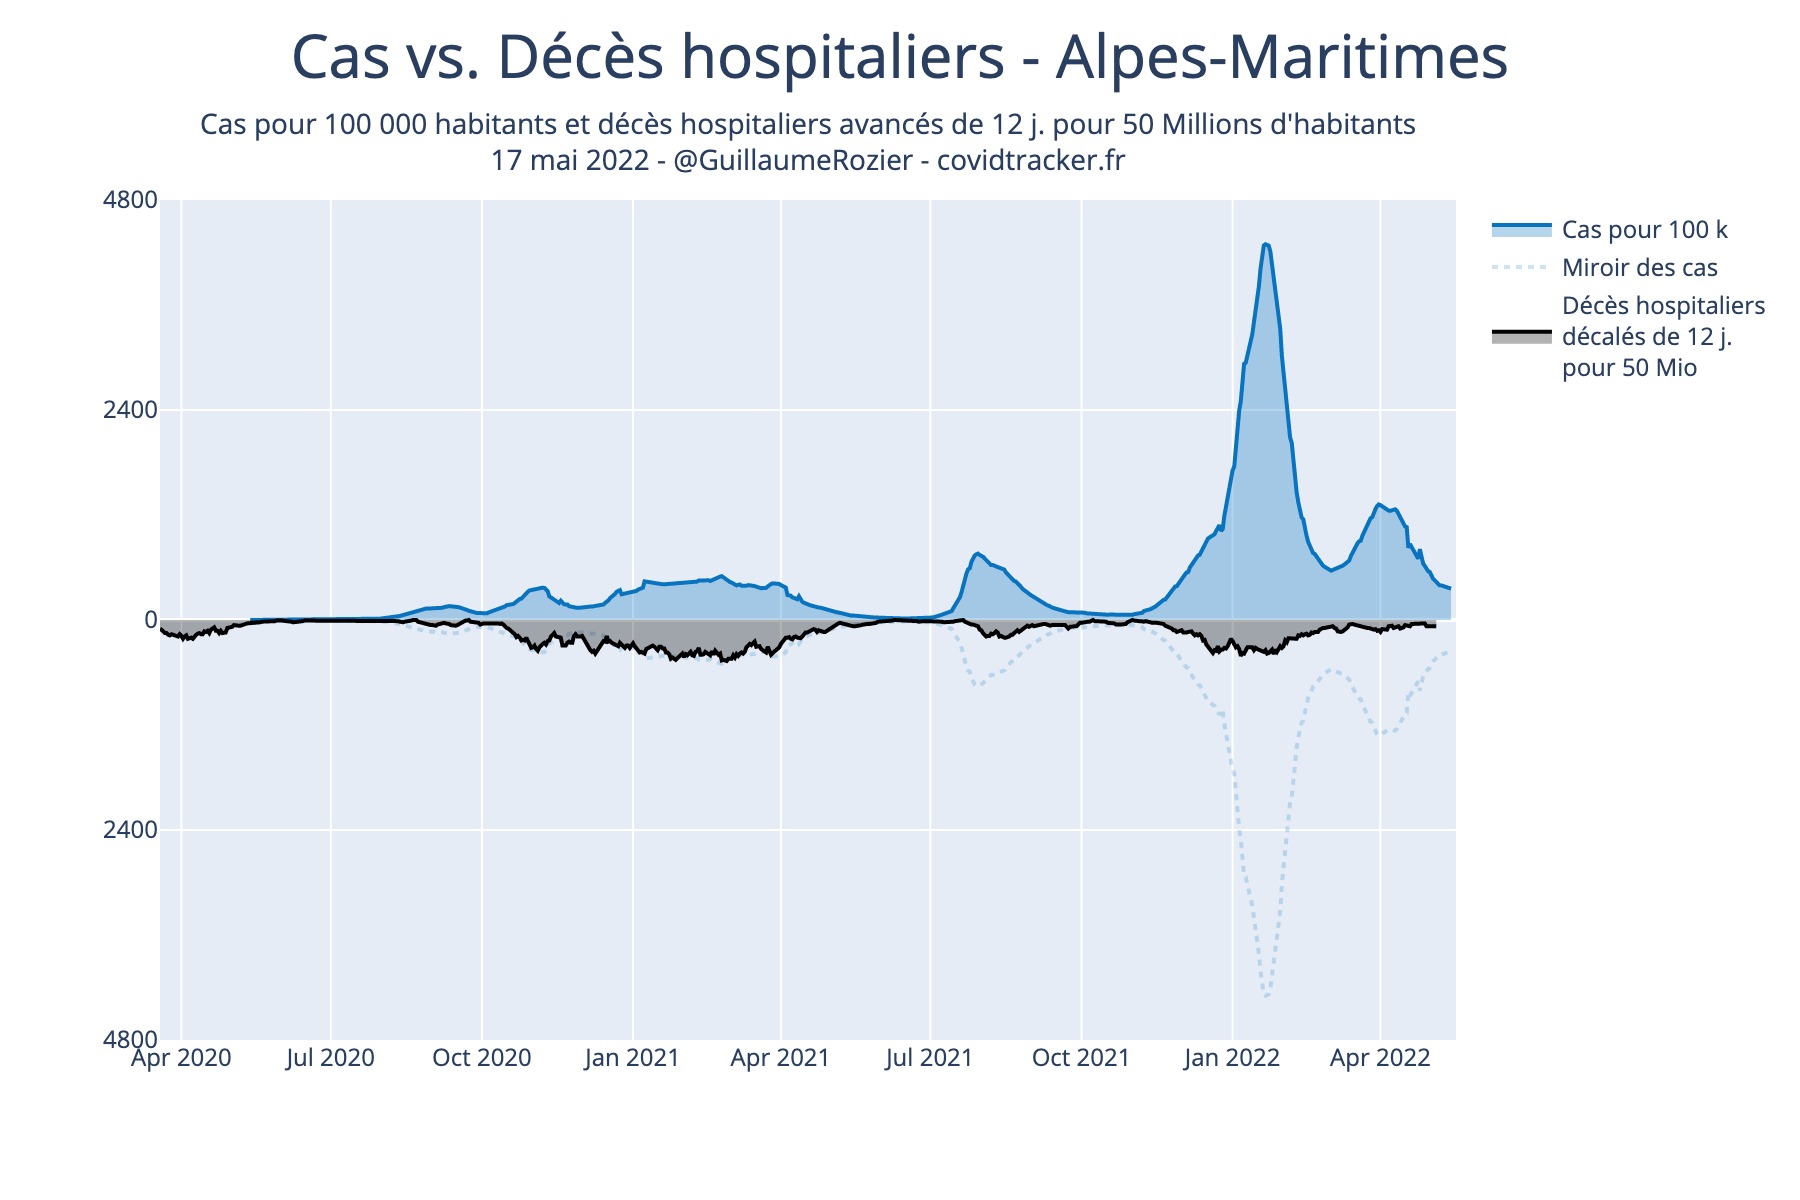 Cas vs. Décès hospitaliers - Alpes-Maritimes
Cas pour 100 000 habitants et décès hospitaliers avancés de 12 j. pour 50 Millions d'habitants
17 mai 2022 - @GuillaumeRozier - covidtracker.fr
4800
2400
0
2400
4800
Apr 2020
Jul 2020
Oct 2020
Jan 2021
Apr 2021
Jul 2021
Oct 2021
Jan 2022
Apr 2022
Cas pour 100 k
Miroir des cas
Décès hospitaliers
décalés de 12 j.
pour 50 Mio